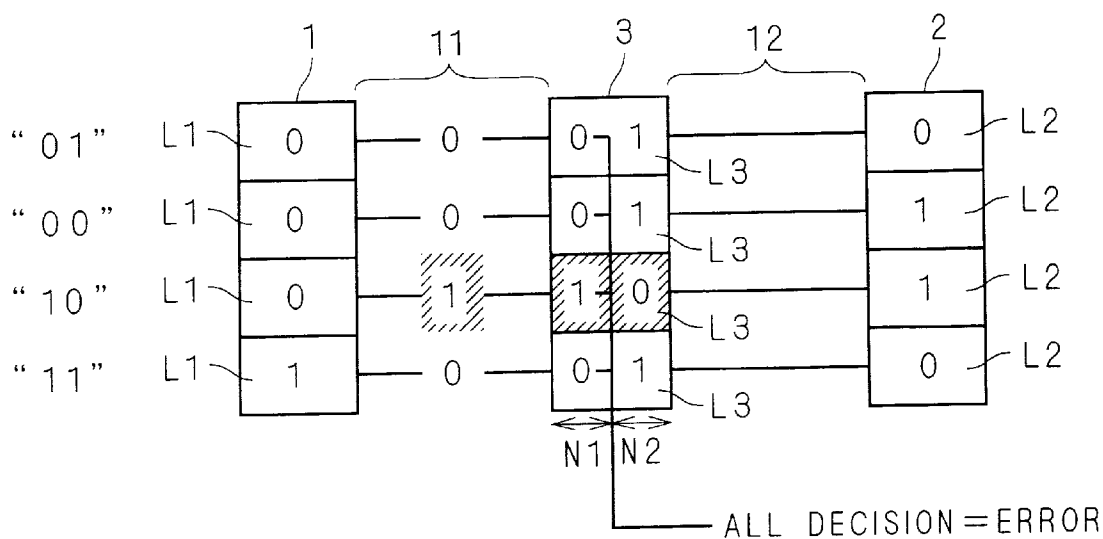 1 11 3 12 2
“01” L1 0 0 0 1 L3 0 L2
“00” L1 0 0 0 1 L3 1 L2
“10” L1 0 1 1 0 L3 1 L2
“11” L1 1 0 0 1 L3 0 L2
N1 N2
ALL DECISION=ERROR